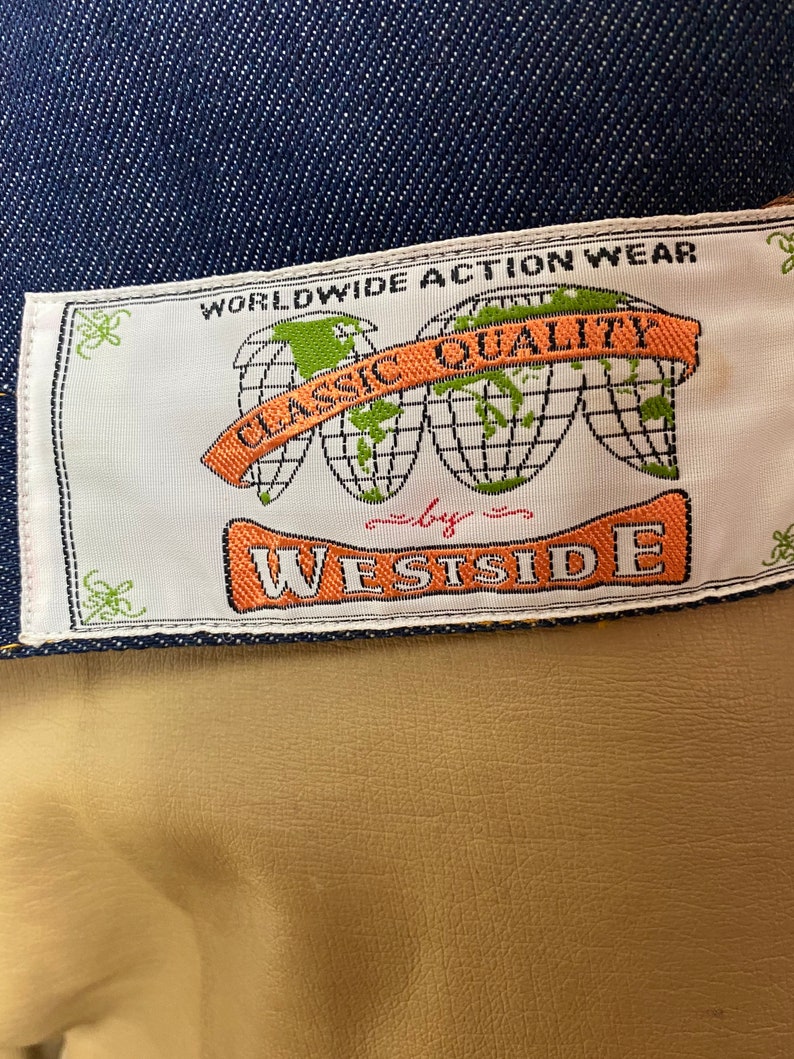 WORLDWIDE ACTION WEAR
CLASSIC QUALITY
by
WESTSIDE